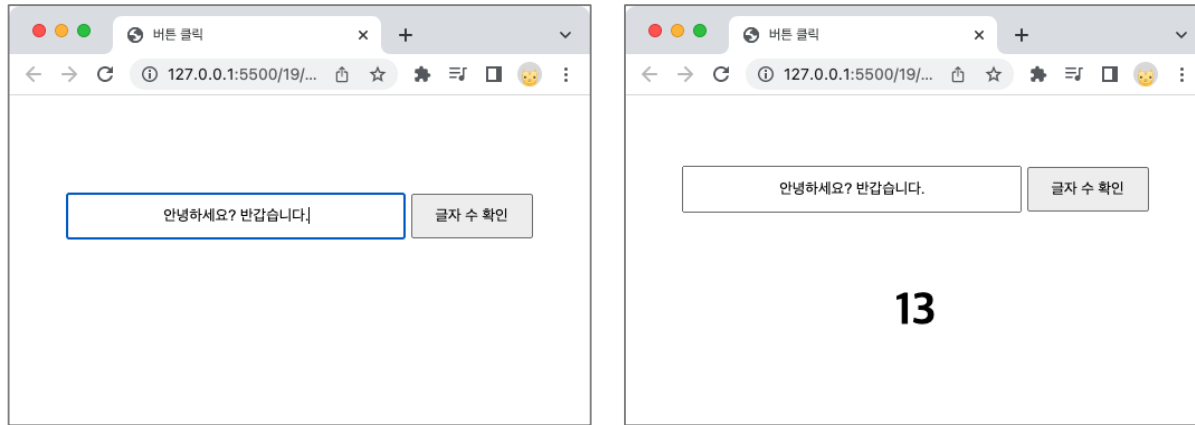 버튼 클릭
127.0.0.1:5500/19/...
안녕하세요? 반갑습니다.
글자 수 확인
버튼 클릭
127.0.0.1:5500/19/...
안녕하세요? 반갑습니다.
글자 수 확인
13